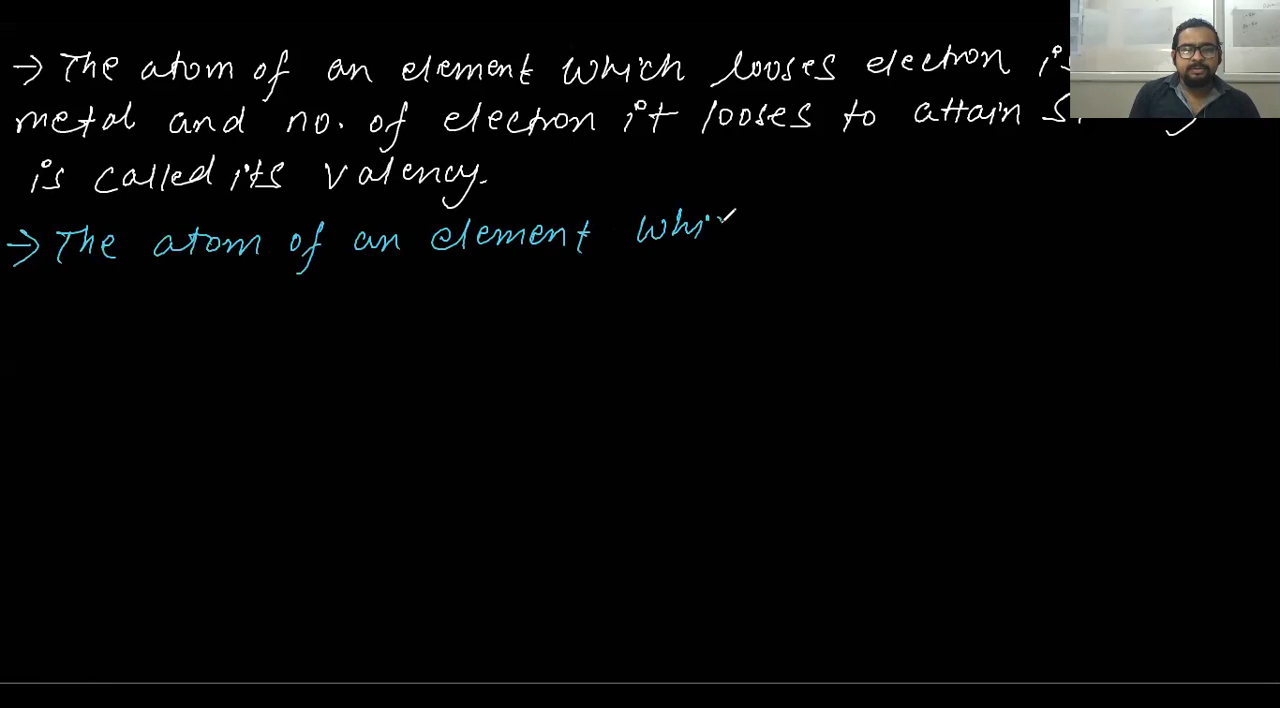 → The atom of an element which looses electron is
metal and no. of electron it looses to attain
is called its valency.
→ The atom of an element whi